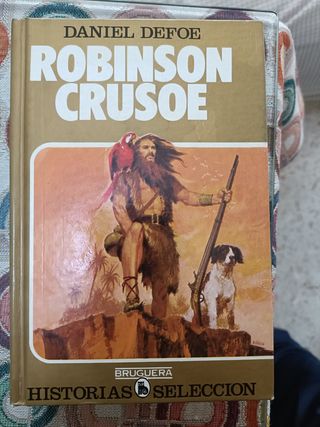 DANIEL DEFOE
ROBINSON
CRUSOE
BRUGUERA
HISTORIAS SELECCION